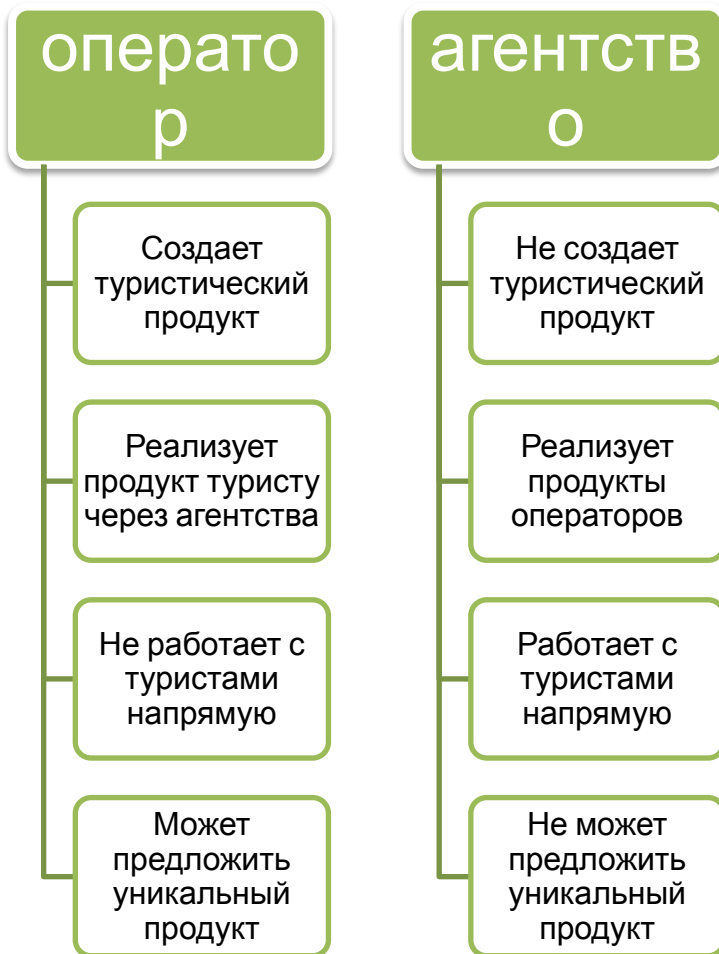 операто
р
Создает
туристический
продукт
Реализует
продукт туристу
через агентства
Не работает с
туристами
напрямую
Может
предложить
уникальный
продукт
агентств
о
Не создает
туристический
продукт
Реализует
продукты
операторов
Работает с
туристами
напрямую
Не может
предложить
уникальный
продукт